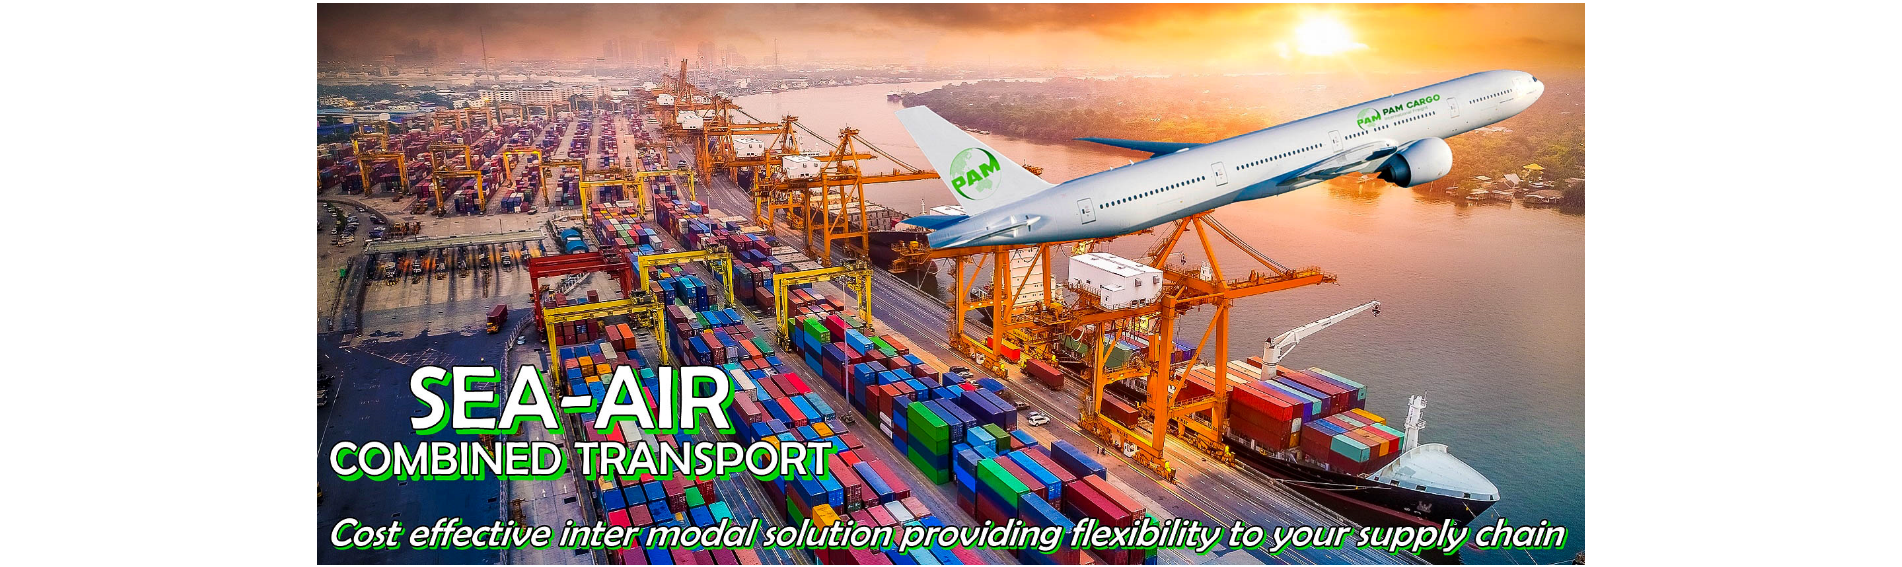 PAM
PAM PAM CARGO
SEA-AIR
COMBINED TRANSPORT
Cost effective inter modal solution providing flexibility to your supply chain